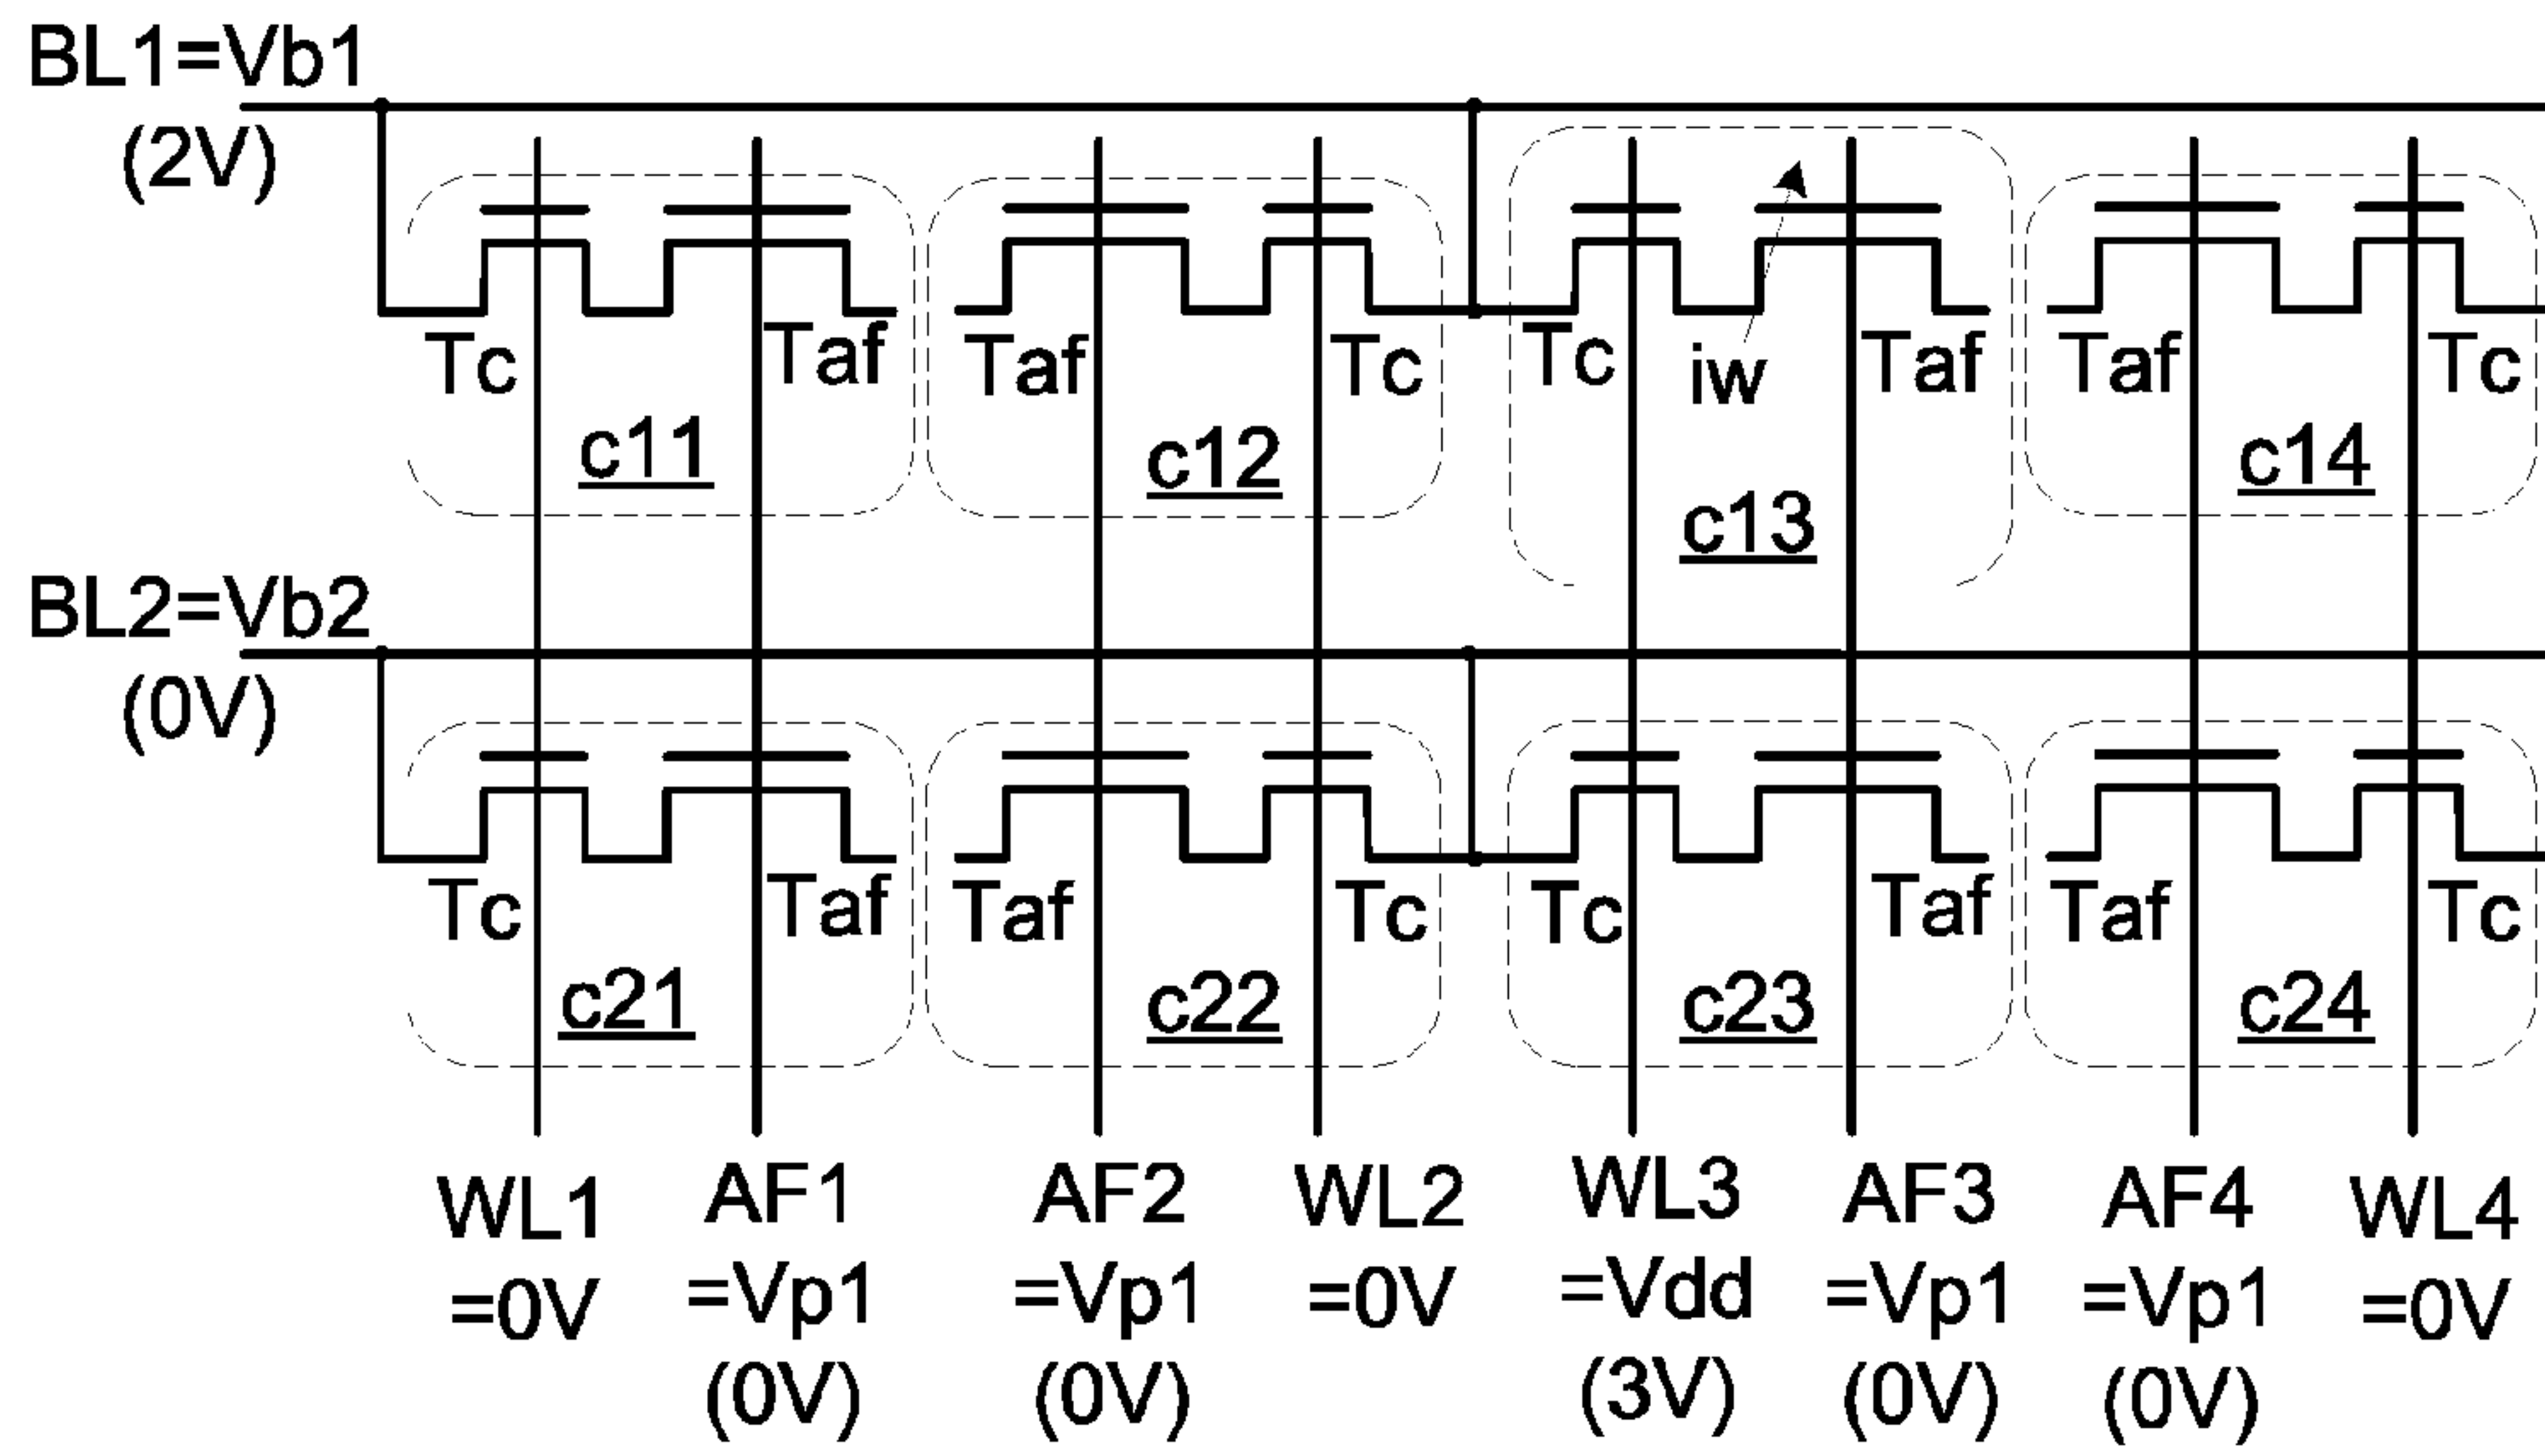 BL1=Vb1
(2V)
Tc Taf Taf Tc Tc iw Taf Taf Tc
c11 c12 c13 c14
BL2=Vb2
(0V)
Tc Taf Taf Tc Tc Taf Taf Tc
c21 c22 c23 c24
WL1 AF1 AF2 WL2 WL3 AF3 AF4 WL4
=0V =Vp1 =Vp1 =0V =Vdd =Vp1 =Vp1 =0V
(0V) (0V) (3V) (0V) (0V)